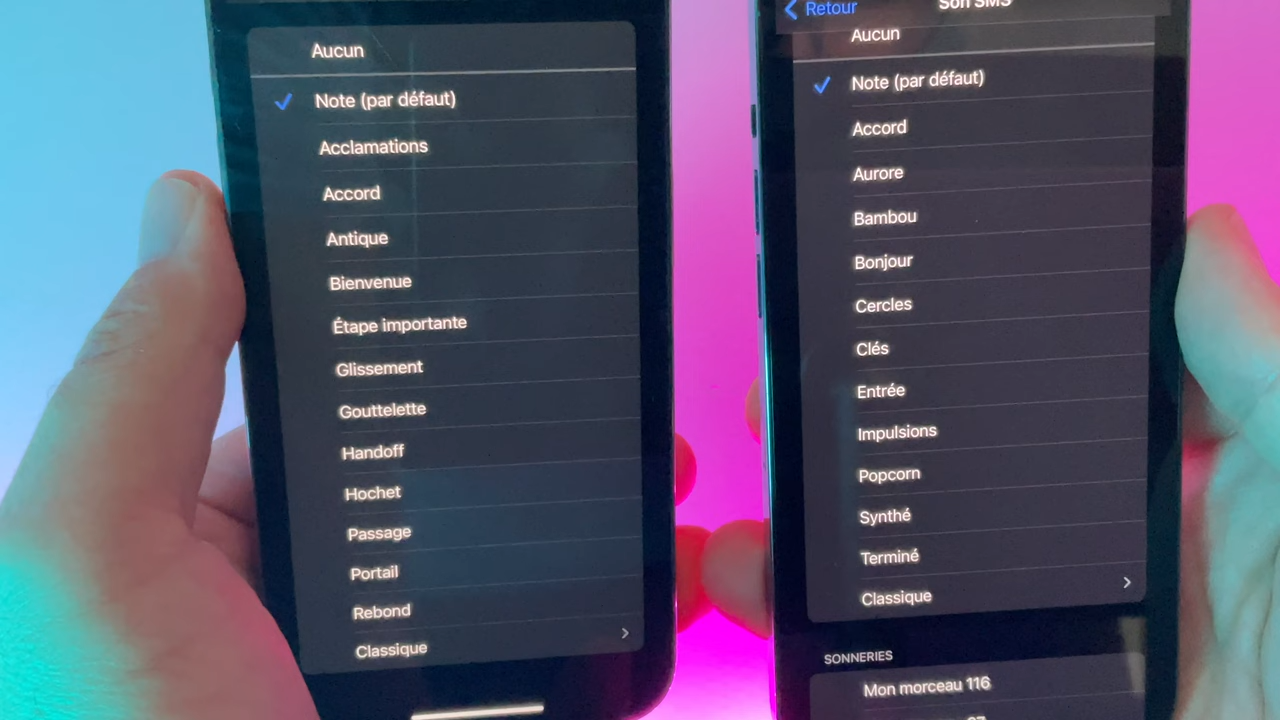 Aucun
Note (par défaut)
Acclamations
Accord
Antique
Bienvenue
Étape importante
Glissement
Gouttelette
Handoff
Hochet
Passage
Portail
Rebond
Classique
Retour
Son SMS
Aucun
Note (par défaut)
Accord
Aurore
Bambou
Bonjour
Cercles
Clés
Entrée
Impulsions
Popcorn
Synthé
Terminé
Classique
SONNERIES
Mon morceau 116